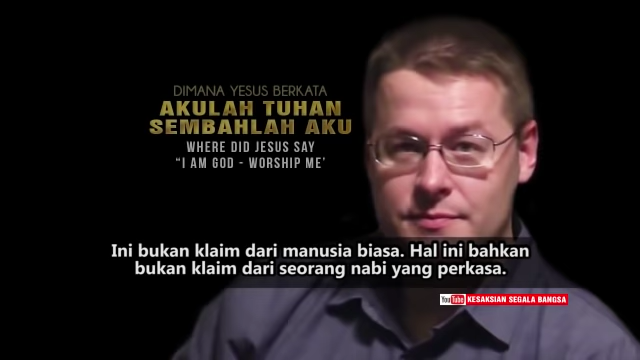 DIMANA YESUS BERKATA
AKULAH TUHAN
SEMBAHLAH AKU
WHERE DID JESUS SAY
"I AM GOD - WORSHIP ME'
Ini bukan klaim dari manusia biasa. Hal ini bahkan
bukan klaim dari seorang nabi yang perkasa.
YouTube KESAKSIAN SEGALA BANGSA